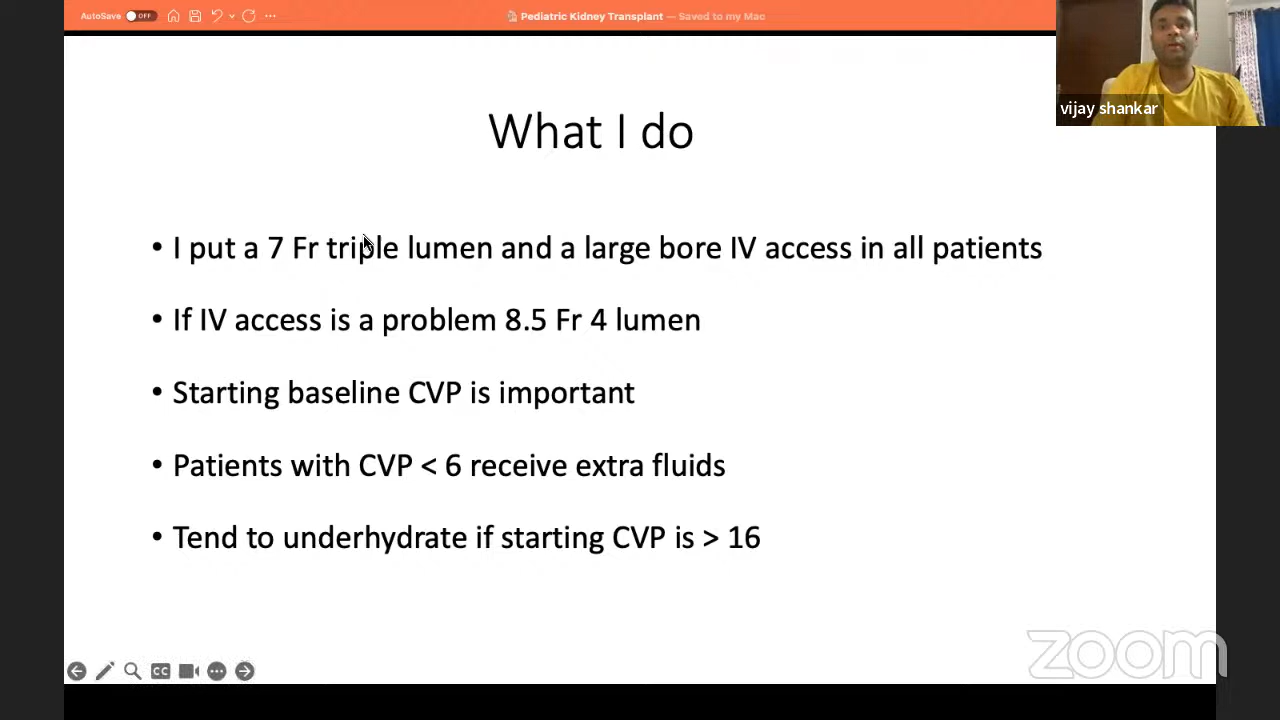 AutoSave OFF
Pediatric Kidney Transplant — Saved to my Mac
vijay shankar
What I do
• I put a 7 Fr triple lumen and a large bore IV access in all patients
• If IV access is a problem 8.5 Fr 4 lumen
• Starting baseline CVP is important
• Patients with CVP < 6 receive extra fluids
• Tend to underhydrate if starting CVP is > 16
CC
zoom